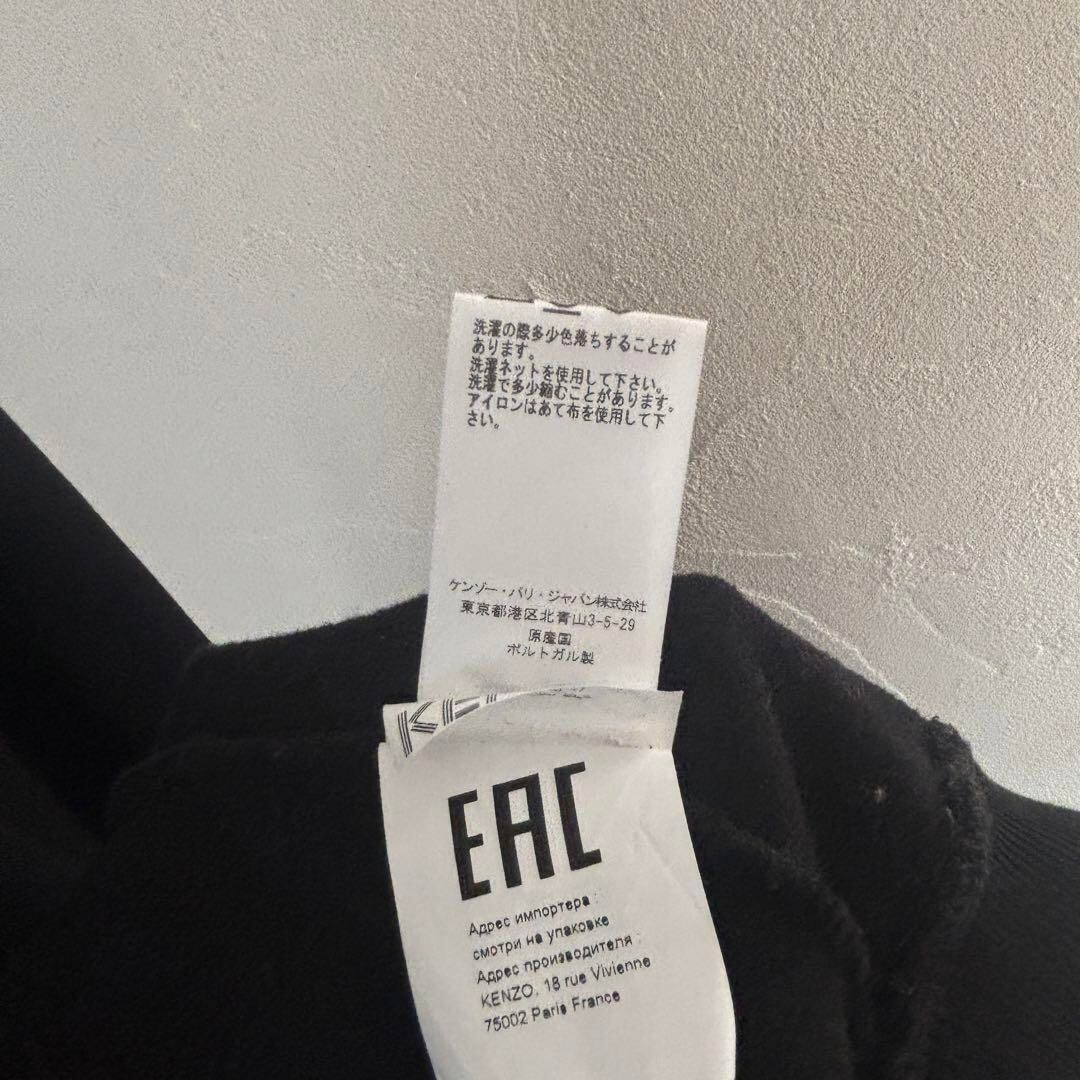 洗濯の際多少色落ちすることが
あります。
洗濯ネットを使用して下さい。
洗濯で多少縮むことがあります。
アイロンはあて布を使用して下
さい。
ケンゾー・パリ・ジャパン株式会社
東京都港区北青山3-5-29
原産国
ポルトガル製
EAC
Адрес импортера :
смотри на упаковке
Адрес производителя :
KENZO, 18 rue Vivienne
75002 Paris France